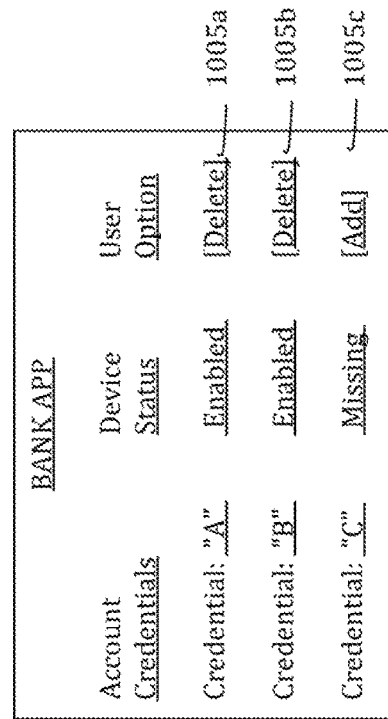 BANK APP
Account Device User
Credentials Status Option
Credential: "A" Enabled [Delete] 1005a
Credential: "B" Enabled [Delete] 1005b
Credential: "C" Missing [Add] 1005c